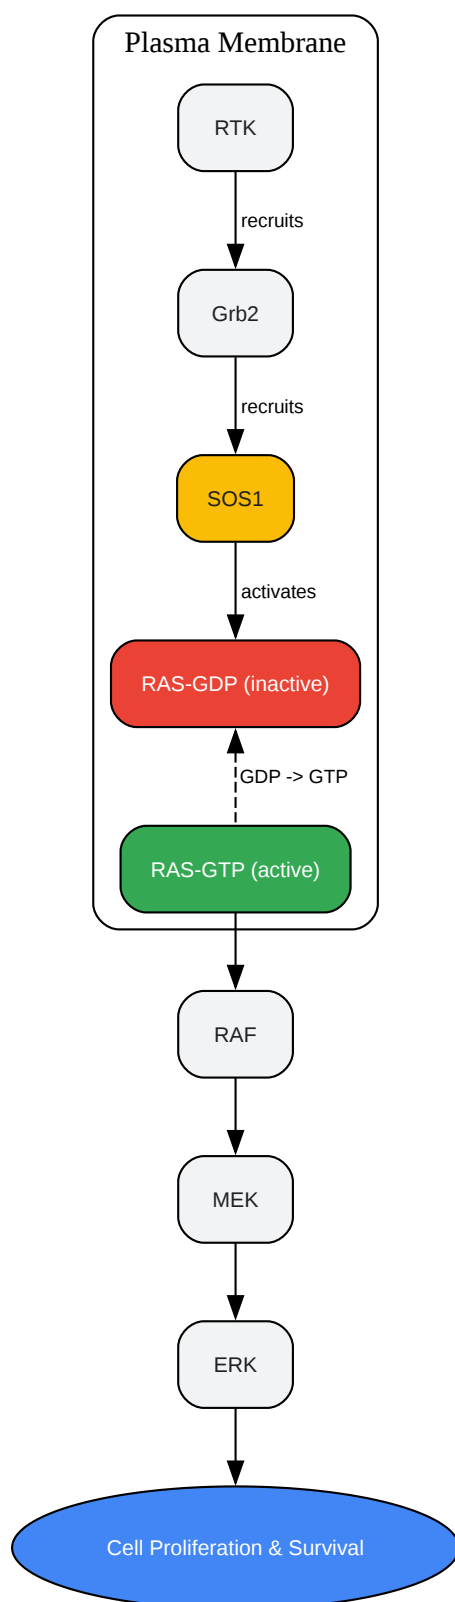 Plasma Membrane
RTK
recruits
Grb2
recruits
SOS1
activates
RAS-GDP (inactive)
GDP -> GTP
RAS-GTP (active)
RAF
MEK
ERK
Cell Proliferation & Survival